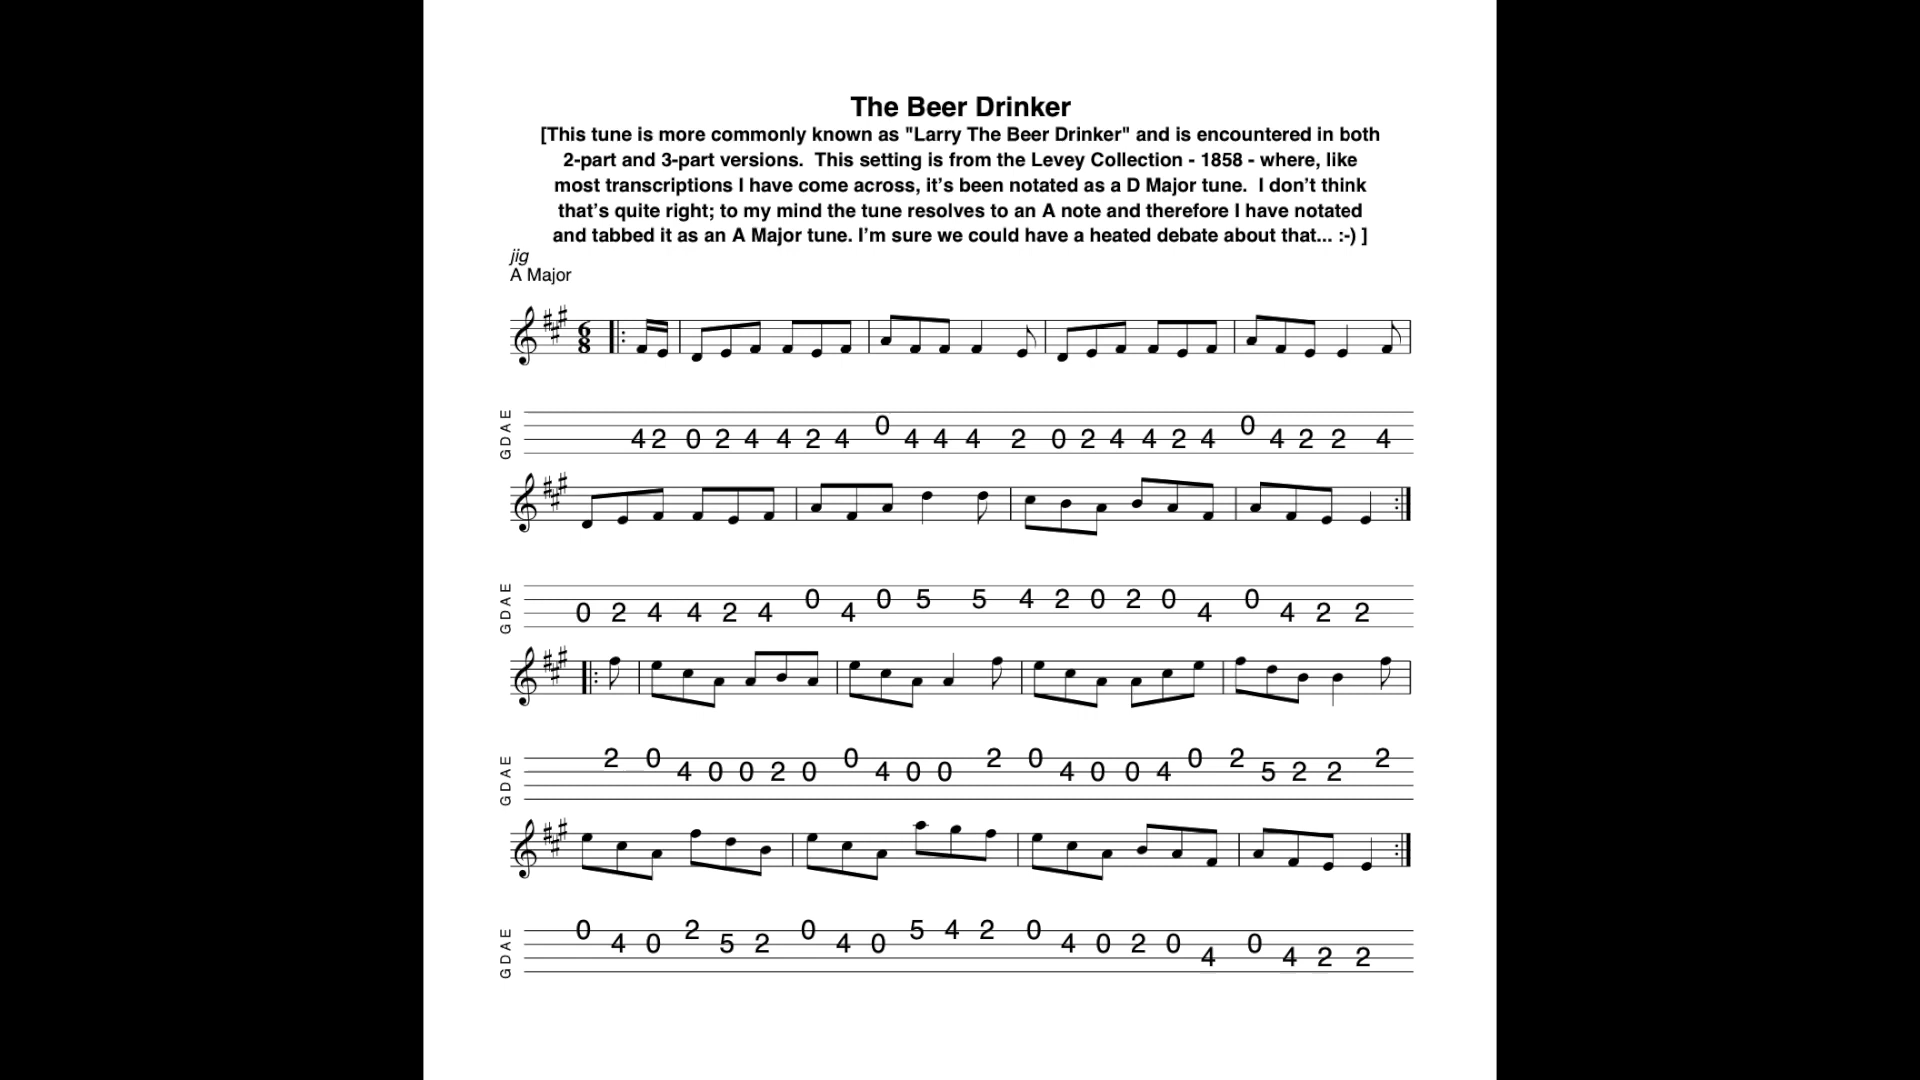 The Beer Drinker
[This tune is more commonly known as "Larry The Beer Drinker" and is encountered in both
2-part and 3-part versions.  This setting is from the Levey Collection - 1858 - where, like
most transcriptions I have come across, it’s been notated as a D Major tune.  I don’t think
that’s quite right; to my mind the tune resolves to an A note and therefore I have notated
and tabbed it as an A Major tune. I’m sure we could have a heated debate about that... :-) ]
jig
A Major
6
8
G D A E
4 2 0 2 4 4 2 4 0 4 4 4 2 0 2 4 4 2 4 0 4 2 2 4
G D A E
0 2 4 4 2 4 0 4 0 5 5 4 2 0 2 0 4 0 4 2 2
G D A E
2 0 4 0 0 2 0 0 4 0 0 2 0 4 0 0 4 0 2 5 2 2 2
G D A E
0 4 0 2 5 2 0 4 0 5 4 2 0 4 0 2 0 4 0 4 2 2